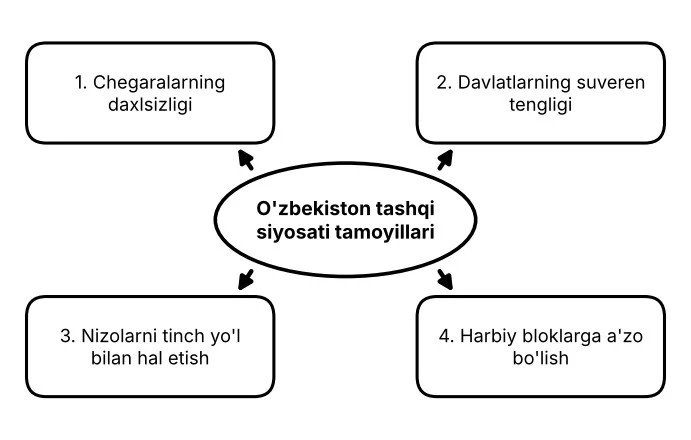 1. Chegaralarning
daxlsizligi
2. Davlatlarning suveren
tengligi
O'zbekiston tashqi
siyosati tamoyillari
3. Nizolarni tinch yo'l
bilan hal etish
4. Harbiy bloklarga a'zo
bo'lish